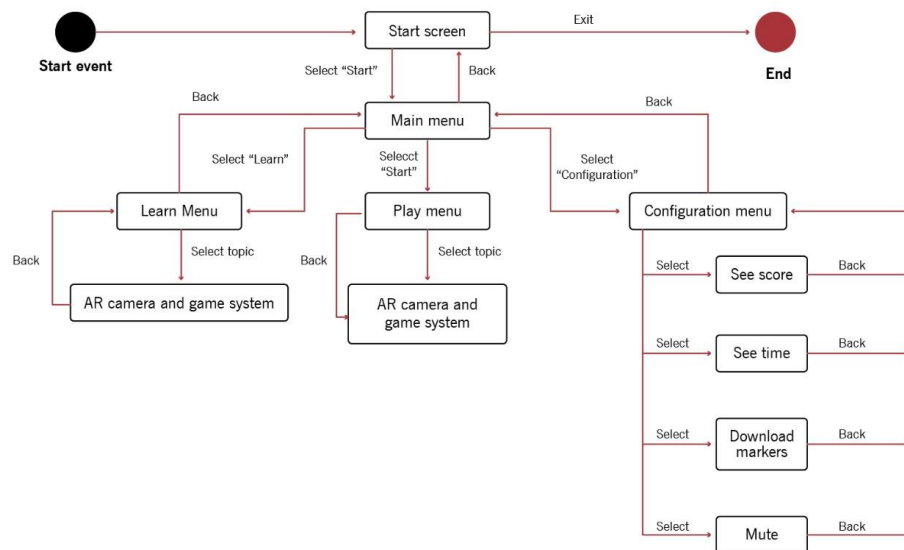 Start screen
Exit
Start event
End
Select “Start”
Back
Back
Main menu
Back
Select “Learn”
Selecct
“Start”
Select
“Configuration”
Learn Menu
Play menu
Configuration menu
Back
Select topic
Back
Select topic
Select
See score
Back
AR camera and game system
AR camera and
game system
Select
See time
Back
Select
Download
markers
Back
Select
Mute
Back